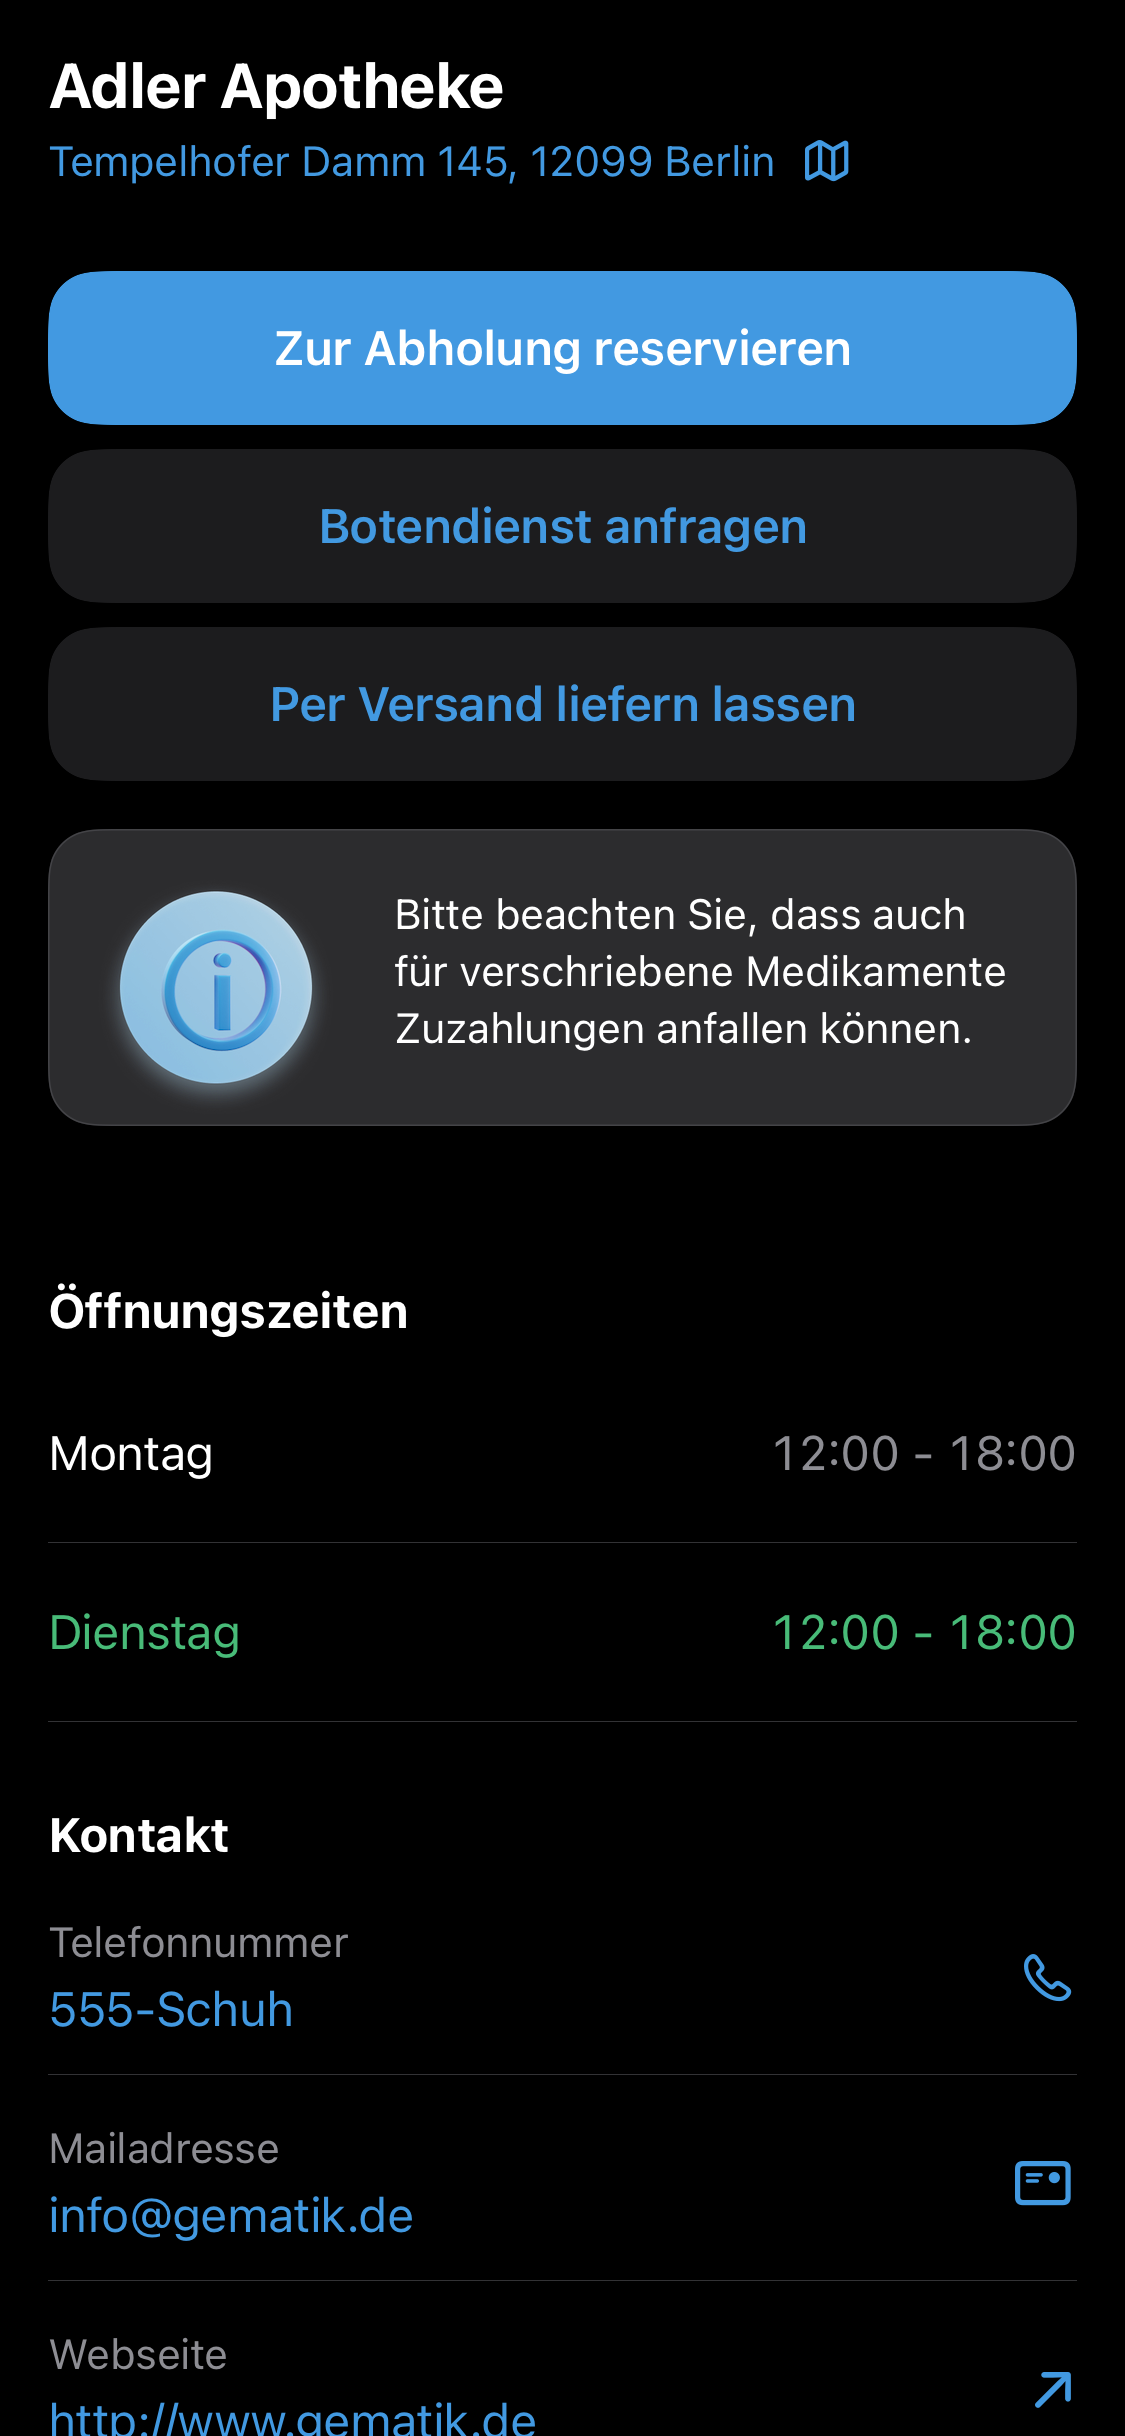 Adler Apotheke
Tempelhofer Damm 145, 12099 Berlin
Zur Abholung reservieren
Botendienst anfragen
Per Versand liefern lassen
Bitte beachten Sie, dass auch
für verschriebene Medikamente
Zuzahlungen anfallen können.
Öffnungszeiten
Montag 12:00 - 18:00
Dienstag 12:00 - 18:00
Kontakt
Telefonnummer
555-Schuh
Mailadresse
info@gematik.de
Webseite
http://www.gematik.de